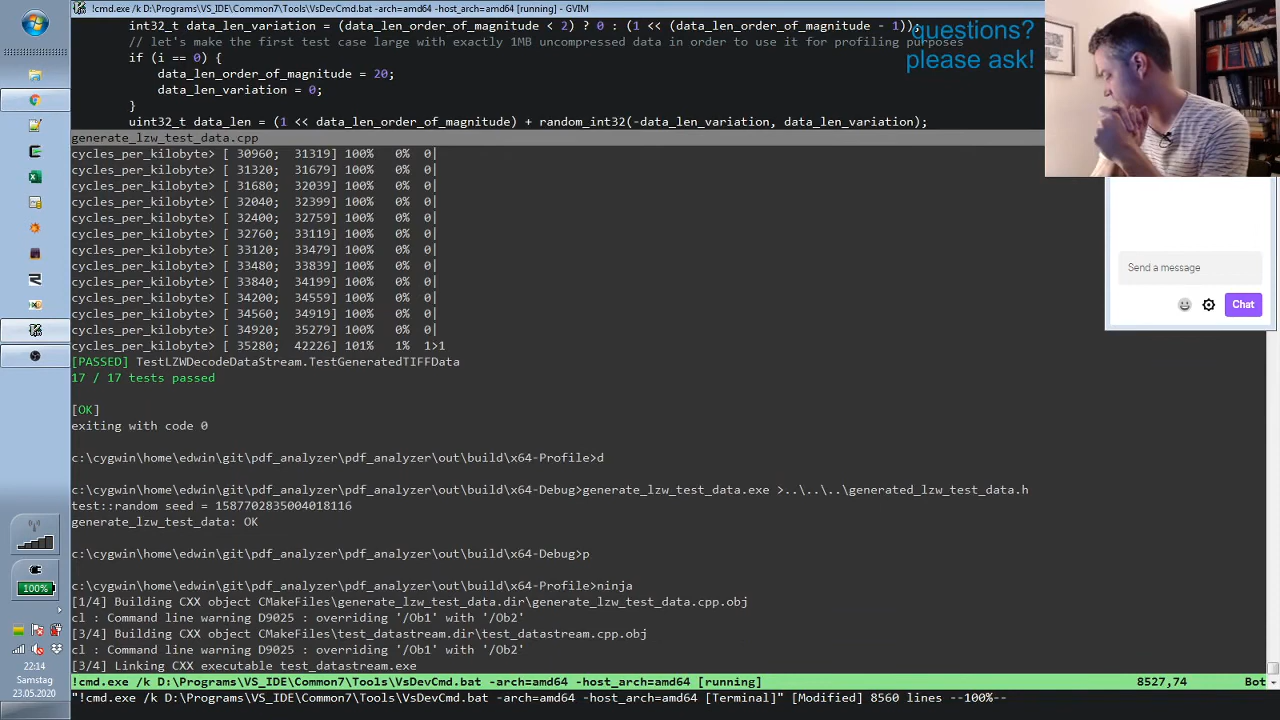 !cmd.exe /k D:\Programs\VS_IDE\Common7\Tools\VsDevCmd.bat -arch=amd64 -host_arch=amd64 [running] - GVIM
int32_t data_len_variation = (data_len_order_of_magnitude < 2) ? 0 : (1 << (data_len_order_of_magnitude - 1));
// let's make the first test case large with exactly 1MB uncompressed data in order to use it for profiling purposes
if (i == 0) {
data_len_order_of_magnitude = 20;
data_len_variation = 0;
}
uint32_t data_len = (1 << data_len_order_of_magnitude) + random_int32(-data_len_variation, data_len_variation);
questions?
please ask!
generate_lzw_test_data.cpp
cycles_per_kilobyte> [ 30960;  31319] 100%   0%  0|
cycles_per_kilobyte> [ 31320;  31679] 100%   0%  0|
cycles_per_kilobyte> [ 31680;  32039] 100%   0%  0|
cycles_per_kilobyte> [ 32040;  32399] 100%   0%  0|
cycles_per_kilobyte> [ 32400;  32759] 100%   0%  0|
cycles_per_kilobyte> [ 32760;  33119] 100%   0%  0|
cycles_per_kilobyte> [ 33120;  33479] 100%   0%  0|
cycles_per_kilobyte> [ 33480;  33839] 100%   0%  0|
cycles_per_kilobyte> [ 33840;  34199] 100%   0%  0|
cycles_per_kilobyte> [ 34200;  34559] 100%   0%  0|
cycles_per_kilobyte> [ 34560;  34919] 100%   0%  0|
cycles_per_kilobyte> [ 34920;  35279] 100%   0%  0|
cycles_per_kilobyte> [ 35280;  42226] 101%   1%  1>1
[PASSED] TestLZWDecodeDataStream.TestGeneratedTIFFData
17 / 17 tests passed
[OK]
exiting with code 0
c:\cygwin\home\edwin\git\pdf_analyzer\pdf_analyzer\out\build\x64-Profile>d
c:\cygwin\home\edwin\git\pdf_analyzer\pdf_analyzer\out\build\x64-Debug>generate_lzw_test_data.exe >..\..\..\generated_lzw_test_data.h
test::random seed = 1587702835004018116
generate_lzw_test_data: OK
c:\cygwin\home\edwin\git\pdf_analyzer\pdf_analyzer\out\build\x64-Debug>p
c:\cygwin\home\edwin\git\pdf_analyzer\pdf_analyzer\out\build\x64-Profile>ninja
[1/4] Building CXX object CMakeFiles\generate_lzw_test_data.dir\generate_lzw_test_data.cpp.obj
cl : Command line warning D9025 : overriding '/Ob1' with '/Ob2'
[3/4] Building CXX object CMakeFiles\test_datastream.dir\test_datastream.cpp.obj
cl : Command line warning D9025 : overriding '/Ob1' with '/Ob2'
[3/4] Linking CXX executable test_datastream.exe
!cmd.exe /k D:\Programs\VS_IDE\Common7\Tools\VsDevCmd.bat -arch=amd64 -host_arch=amd64 [running] 8527,74 Bot
"!cmd.exe /k D:\Programs\VS_IDE\Common7\Tools\VsDevCmd.bat -arch=amd64 -host_arch=amd64 [Terminal]" [Modified] 8560 lines --100%--
Send a message
Chat
100%
22:14
Samstag
23.05.2020